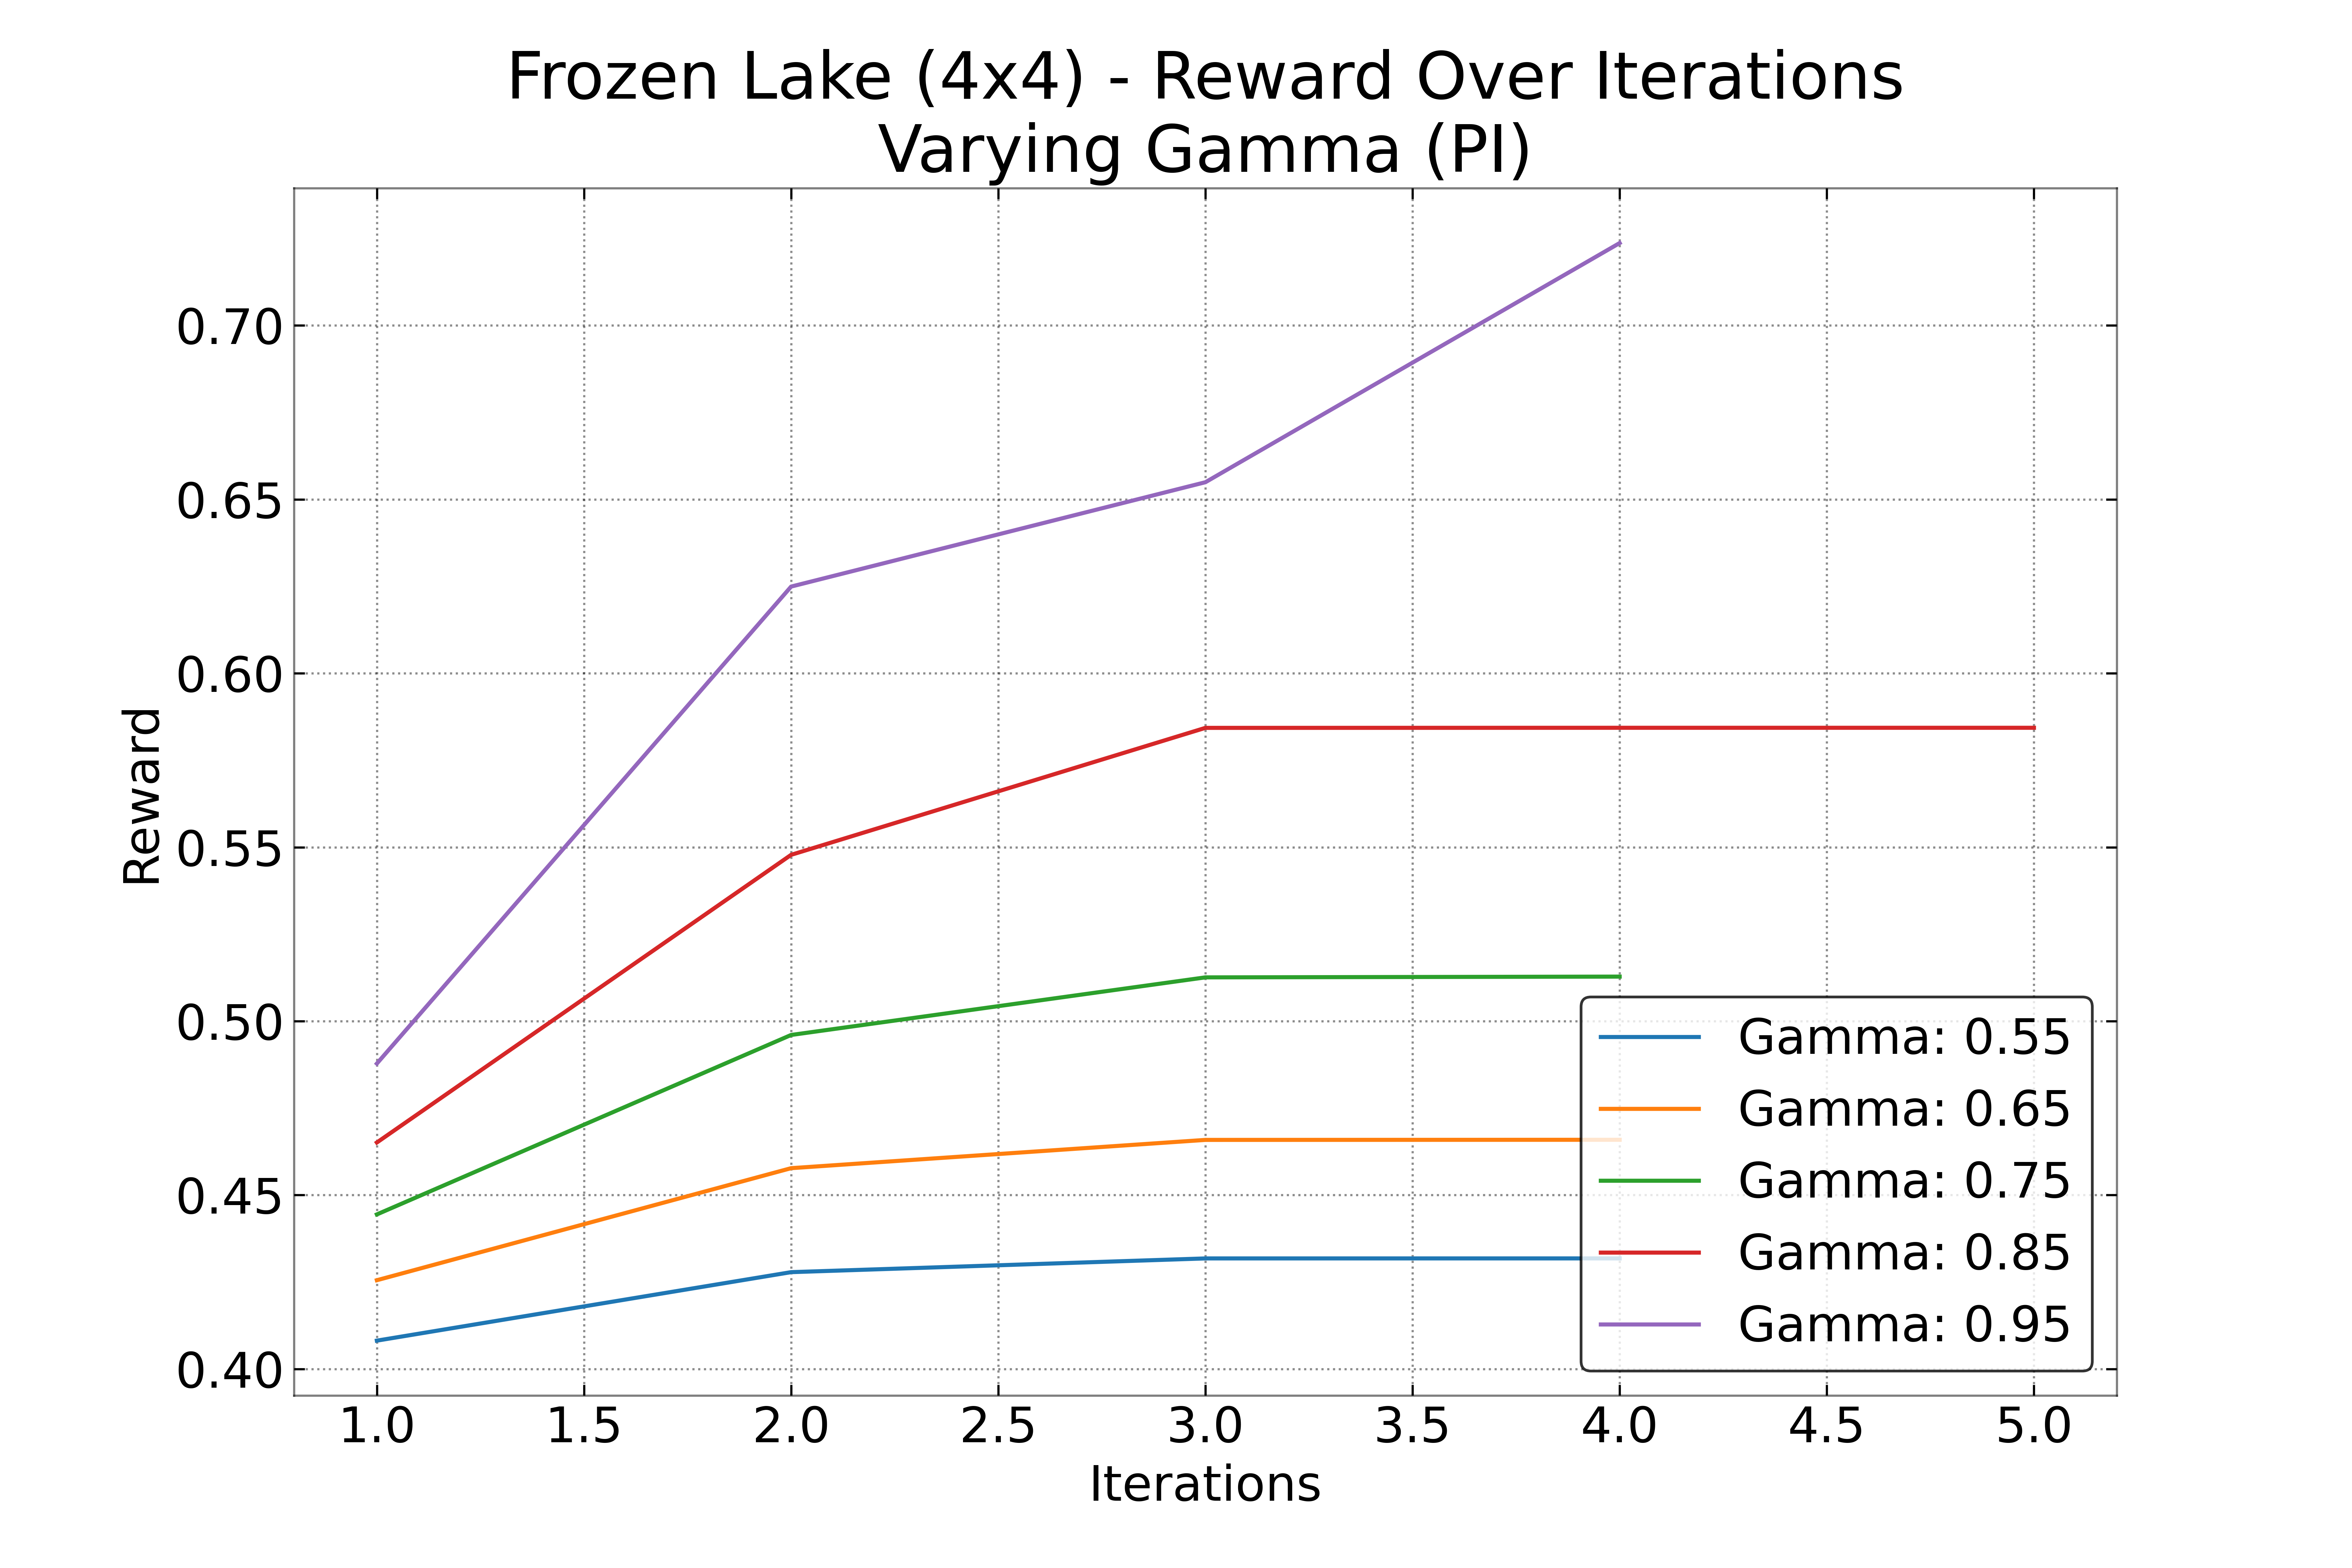 Frozen Lake (4x4) - Reward Over Iterations
Varying Gamma (PI)
Reward
0.70
0.65
0.60
0.55
0.50
0.45
0.40
Gamma: 0.55
Gamma: 0.65
Gamma: 0.75
Gamma: 0.85
Gamma: 0.95
1.0 1.5 2.0 2.5 3.0 3.5 4.0 4.5 5.0
Iterations